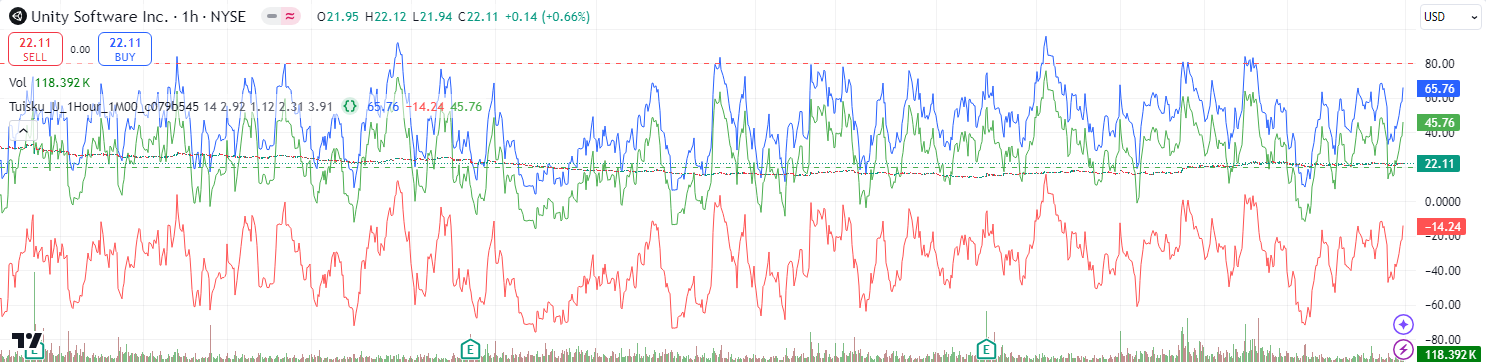 Unity Software Inc. · 1h · NYSE O21.95 H22.12 L21.94 C22.11 +0.14 (+0.66%)
USD
22.11 SELL
0.00
22.11 BUY
Vol 118.392 K
Tuisku_U_1Hour_1M00_c079b545 14 2.92 1.12 2.31 3.91 65.76 −14.24 45.76
80.00
65.76
60.00
45.76
40.00
22.11
0.0000
−14.24
−20.00
−40.00
−60.00
−80.00
118.392 K
E
E
E